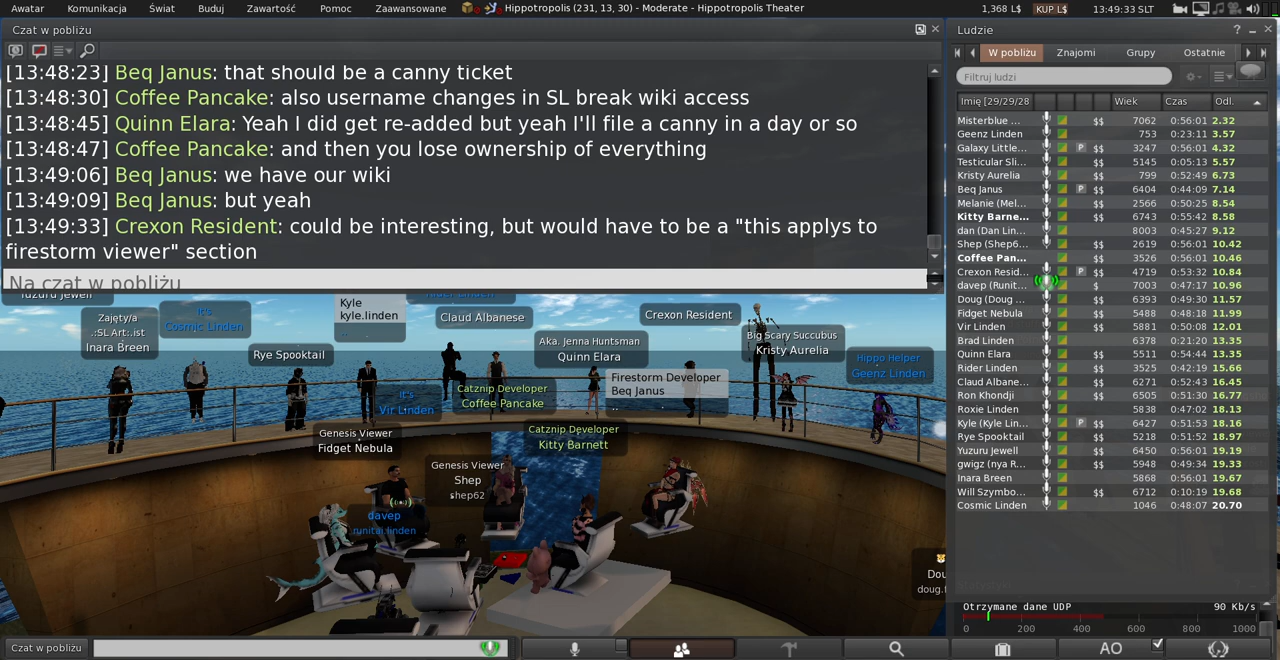 Awatar Komunikacja Świat Buduj Zawartość Pomoc Zaawansowane Hippotropolis (231, 13, 30) - Moderate - Hippotropolis Theater 1,368 L$ KUP L$ 13:49:33 SLT
Czat w pobliżu
[13:48:23] Beq Janus: that should be a canny ticket
[13:48:30] Coffee Pancake: also username changes in SL break wiki access
[13:48:45] Quinn Elara: Yeah I did get re-added but yeah I'll file a canny in a day or so
[13:48:47] Coffee Pancake: and then you lose ownership of everything
[13:49:06] Beq Janus: we have our wiki
[13:49:09] Beq Janus: but yeah
[13:49:33] Crexon Resident: could be interesting, but would have to be a "this applys to
firestorm viewer" section
Na czat w pobliżu
Yuzuru Jewell
Rider Linden
Zajęty/a
.:SL Art:.ist
Inara Breen
It's
Cosmic Linden
Kyle
kyle.linden
Claud Albanese
Crexon Resident
Rye Spooktail
Aka. Jenna Huntsman
Quinn Elara
Big Scary Succubus
Kristy Aurelia
Hippo Helper
Geenz Linden
It's
Vir Linden
Catznip Developer
Coffee Pancake
Firestorm Developer
Beq Janus
..
Genesis Viewer
Fidget Nebula
Catznip Developer
Kitty Barnett
Genesis Viewer
Shep
shep62
davep
runitai.linden
Dou
doug.f
Ludzie
W pobliżu Znajomi Grupy Ostatnie
Filtruj ludzi
Imię [29/29/28 Wiek Czas Odl.
Misterblue ... $$ 7062 0:56:01 2.32
Geenz Linden 753 0:23:11 3.57
Galaxy Little... P $$ 3247 0:56:01 4.32
Testicular Sli... $$ 5145 0:05:13 5.57
Kristy Aurelia $$ 799 0:52:49 6.73
Beq Janus P $$ 6404 0:44:09 7.14
Melanie (Mel... $$ 2566 0:50:25 8.54
Kitty Barne... $$ 6743 0:55:42 8.58
dan (Dan Lin... 8003 0:45:27 9.12
Shep (Shep6... $$ 2619 0:56:01 10.42
Coffee Pan... $$ 3526 0:56:01 10.46
Crexon Resid... P $$ 4719 0:53:32 10.84
davep (Runit... $ 7003 0:47:17 10.96
Doug (Doug ... $$ 6393 0:49:30 11.57
Fidget Nebula $$ 5488 0:48:18 11.99
Vir Linden $$ 5881 0:50:08 12.01
Brad Linden 6378 0:21:20 13.35
Quinn Elara $$ 5511 0:54:44 13.35
Rider Linden $$ 3525 0:42:19 15.66
Claud Albane... $$ 6271 0:52:43 16.45
Ron Khondji $$ 6505 0:51:30 16.77
Roxie Linden 5838 0:47:02 18.13
Kyle (Kyle Lin... P $$ 6427 0:51:53 18.16
Rye Spooktail $$ 5218 0:51:52 18.97
Yuzuru Jewell $$ 6450 0:56:01 19.19
gwigz (nya R... $$ 5948 0:49:34 19.33
Inara Breen 5868 0:56:01 19.67
Will Szymbo... $$ 6712 0:10:19 19.68
Cosmic Linden 1046 0:48:07 20.70
Otrzymane dane UDP 90 Kb/s
0 200 400 600 800 1000
Czat w pobliżu AO